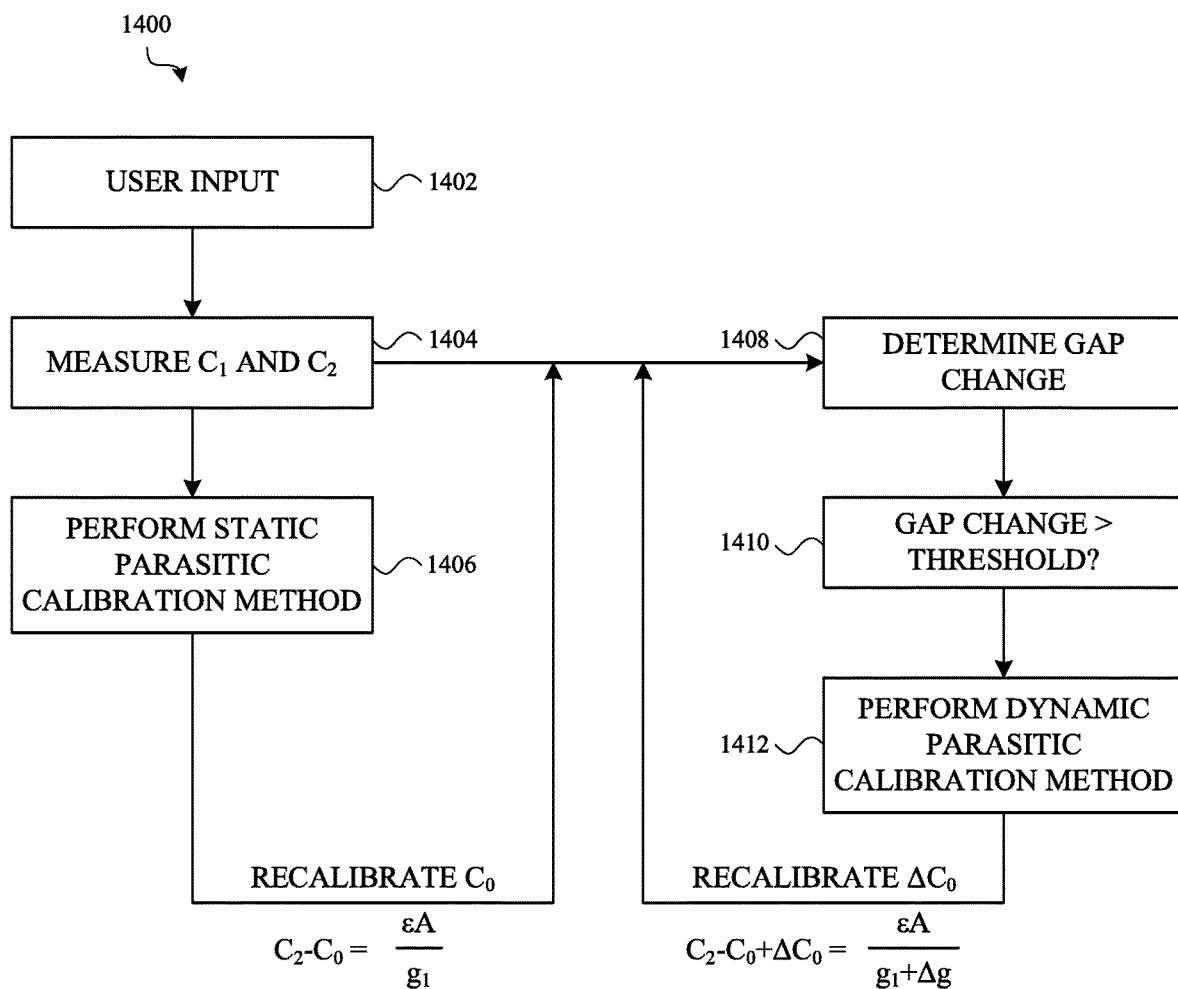 1400
USER INPUT
1402
MEASURE C₁ AND C₂
1404
1408
DETERMINE GAP
CHANGE
PERFORM STATIC
PARASITIC
CALIBRATION METHOD
1406
GAP CHANGE >
THRESHOLD?
1410
PERFORM DYNAMIC
PARASITIC
CALIBRATION METHOD
1412
RECALIBRATE C₀
C₂-C₀ = εA / g₁
RECALIBRATE ΔC₀
C₂-C₀+ΔC₀ = εA / g₁+Δg